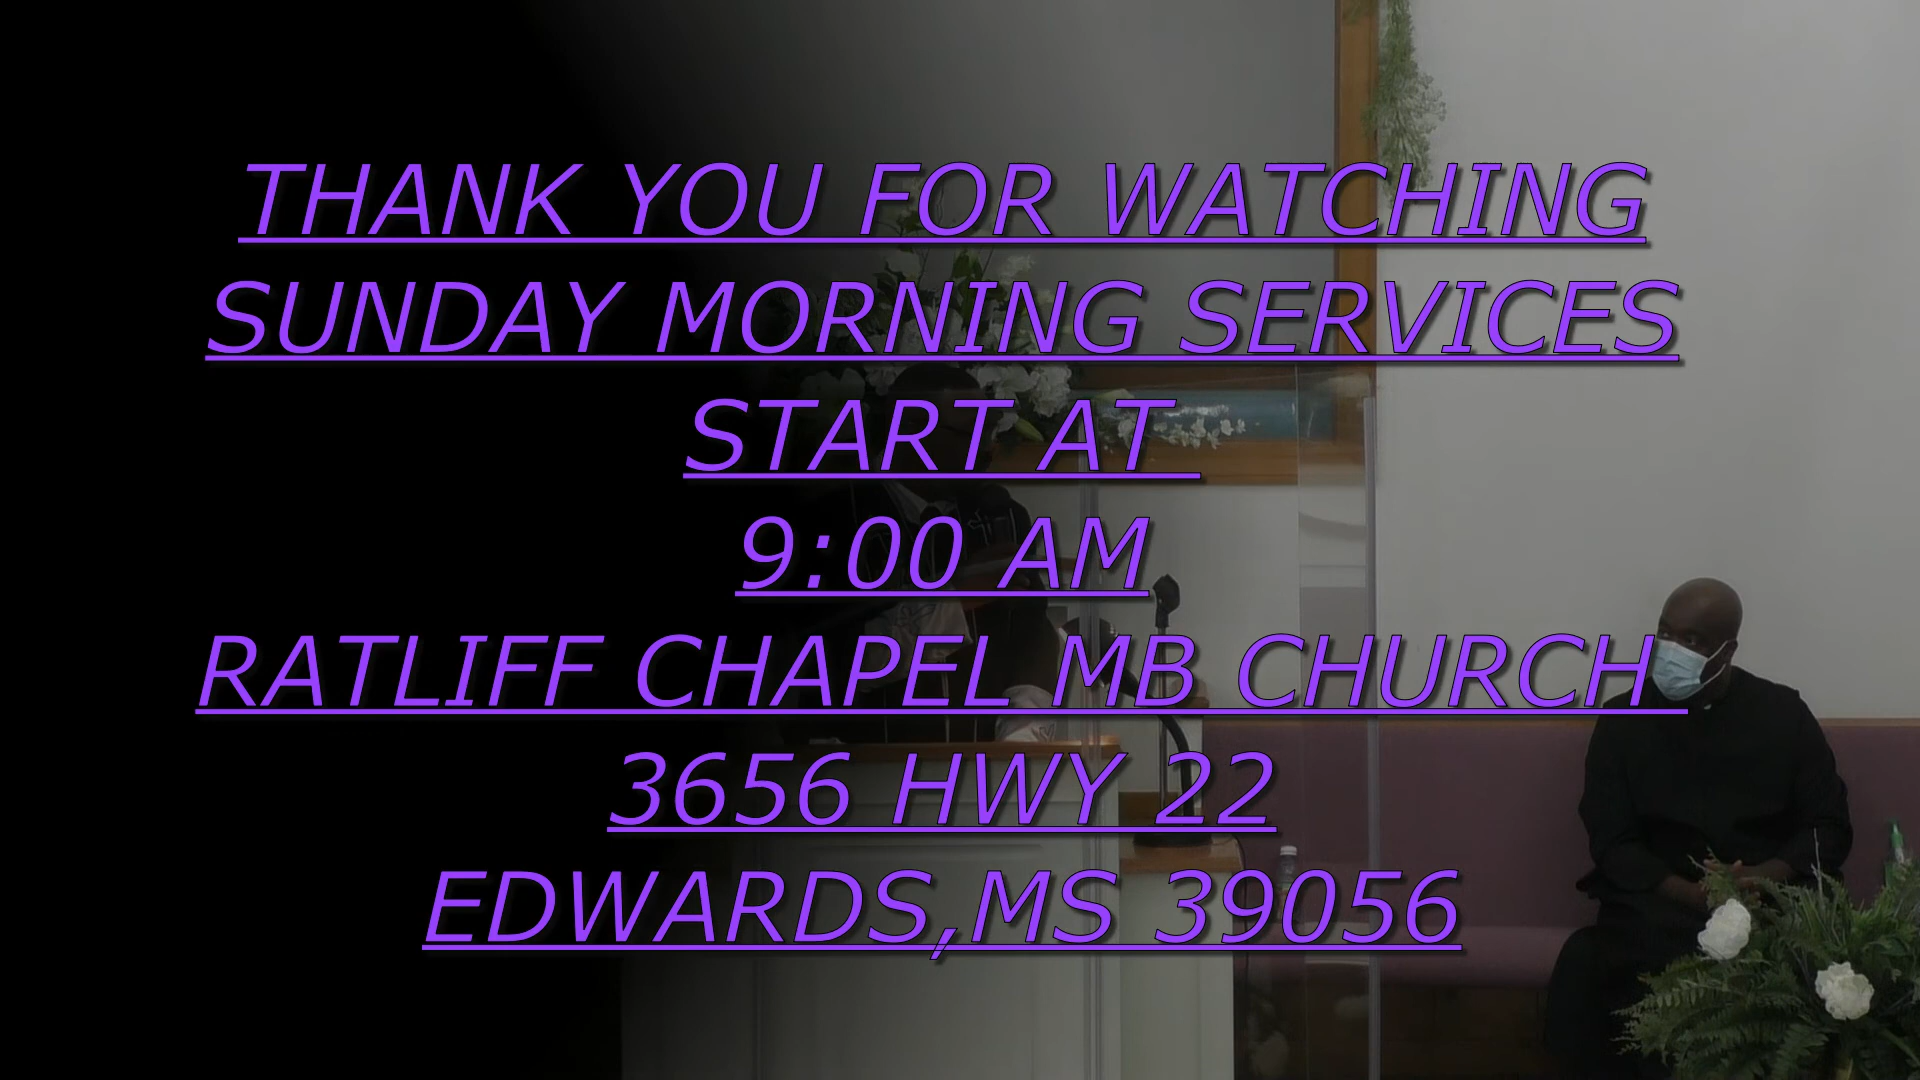 THANK YOU FOR WATCHING
SUNDAY MORNING SERVICES
START AT
9:00 AM
RATLIFF CHAPEL MB CHURCH
3656 HWY 22
EDWARDS,MS 39056